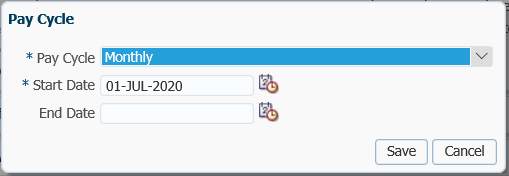 Pay Cycle
* Pay Cycle Monthly
* Start Date 01-JUL-2020
End Date
Save Cancel